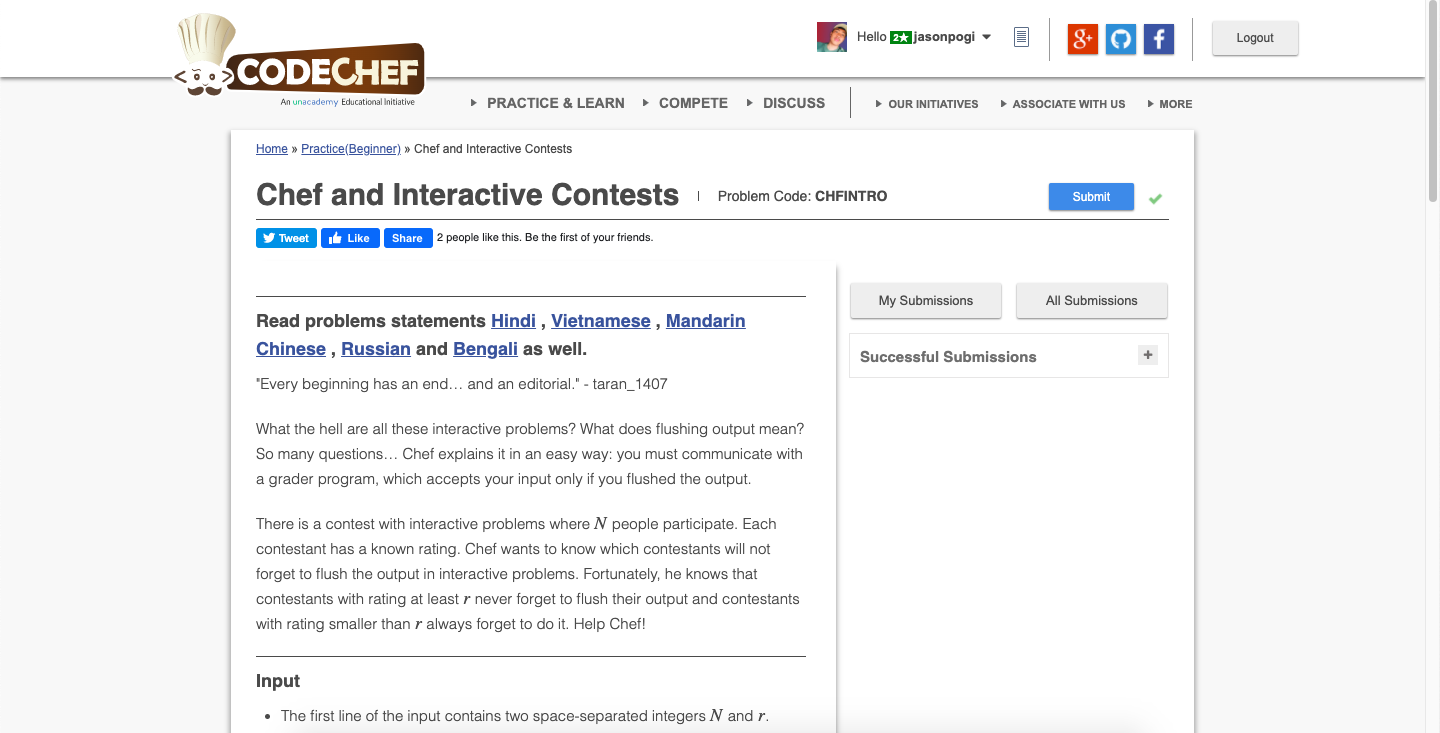 Hello 2★ jasonpogi
Logout
CODECHEF
An unacademy Educational Initiative
PRACTICE & LEARN COMPETE DISCUSS OUR INITIATIVES ASSOCIATE WITH US MORE
Home » Practice(Beginner) » Chef and Interactive Contests
Chef and Interactive Contests | Problem Code: CHFINTRO Submit
Tweet Like Share 2 people like this. Be the first of your friends.
My Submissions All Submissions
Successful Submissions +
Read problems statements Hindi , Vietnamese , Mandarin
Chinese , Russian and Bengali as well.
"Every beginning has an end… and an editorial." - taran_1407
What the hell are all these interactive problems? What does flushing output mean?
So many questions… Chef explains it in an easy way: you must communicate with
a grader program, which accepts your input only if you flushed the output.
There is a contest with interactive problems where N people participate. Each
contestant has a known rating. Chef wants to know which contestants will not
forget to flush the output in interactive problems. Fortunately, he knows that
contestants with rating at least r never forget to flush their output and contestants
with rating smaller than r always forget to do it. Help Chef!
Input
• The first line of the input contains two space-separated integers N and r.